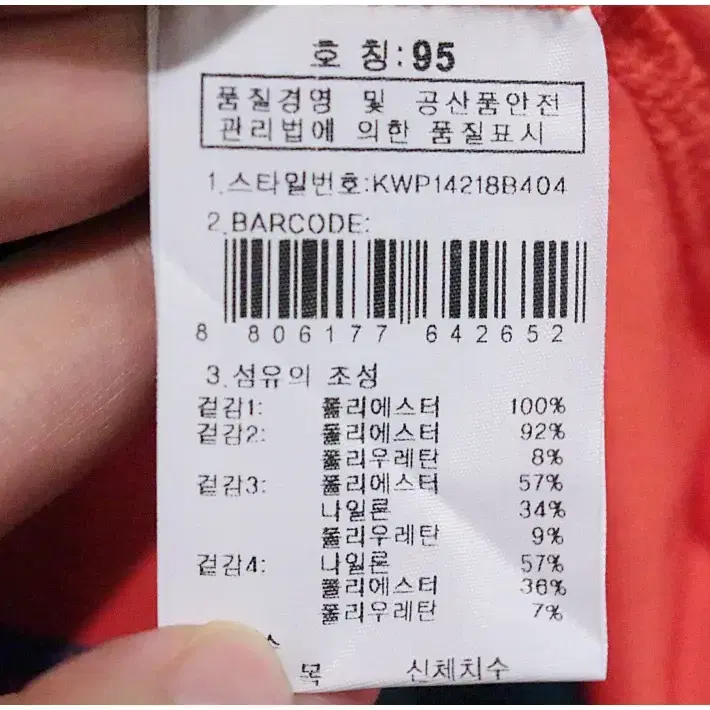 호 칭:95
품질경영 및 공산품안전
관리법에 의한 품질표시
1.스타일번호:KWP14218B404
2.BARCODE:
8 806177 642652
3.섬유의 조성
겉감1: 폴리에스터 100%
겉감2: 폴리에스터 92%
폴리우레탄 8%
겉감3: 폴리에스터 57%
나일론 34%
폴리우레탄 9%
겉감4: 나일론 57%
폴리에스터 36%
폴리우레탄 7%
목 신체치수